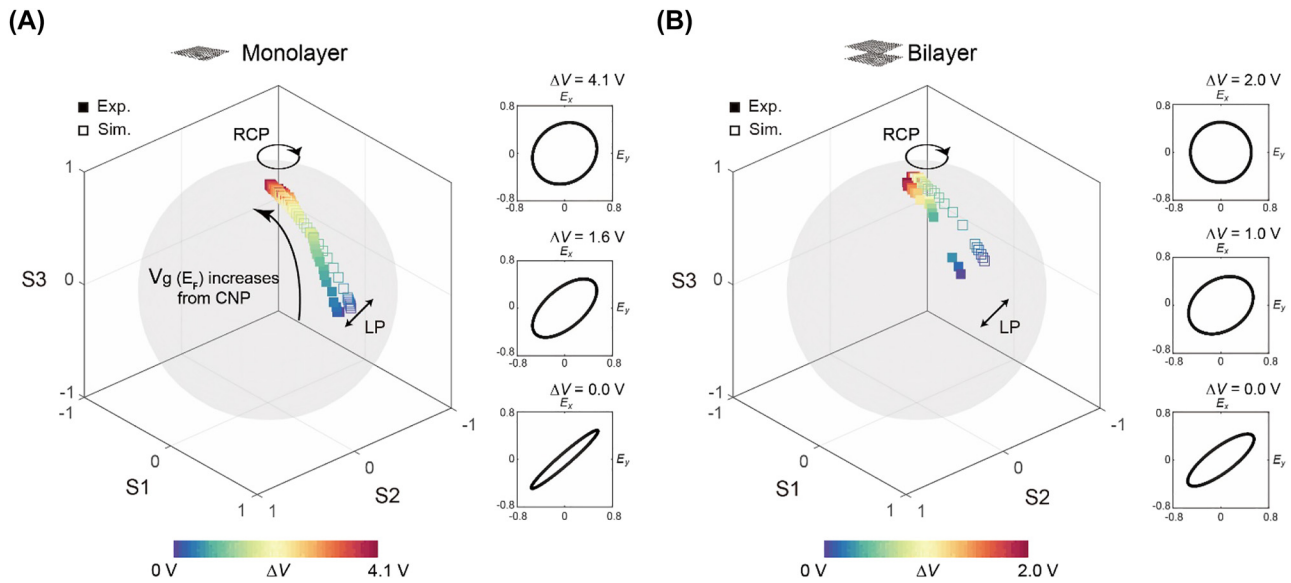 (A)
Monolayer
Exp.
Sim.
RCP
1
S3
0
Vg (EF) increases
from CNP
LP
-1
-1
-1
0
0
S1
S2
1
1
0 V
ΔV
4.1 V
ΔV = 4.1 V
Ex
0.8
0
Ey
-0.8
-0.8
0
0.8
ΔV = 1.6 V
Ex
0.8
0
Ey
-0.8
-0.8
0
0.8
ΔV = 0.0 V
Ex
0.8
0
Ey
-0.8
-0.8
0
0.8
(B)
Bilayer
Exp.
Sim.
RCP
1
S3
0
LP
-1
-1
-1
0
0
S1
S2
1
1
0 V
ΔV
2.0 V
ΔV = 2.0 V
Ex
0.8
0
Ey
-0.8
-0.8
0
0.8
ΔV = 1.0 V
Ex
0.8
0
Ey
-0.8
-0.8
0
0.8
ΔV = 0.0 V
Ex
0.8
0
Ey
-0.8
-0.8
0
0.8